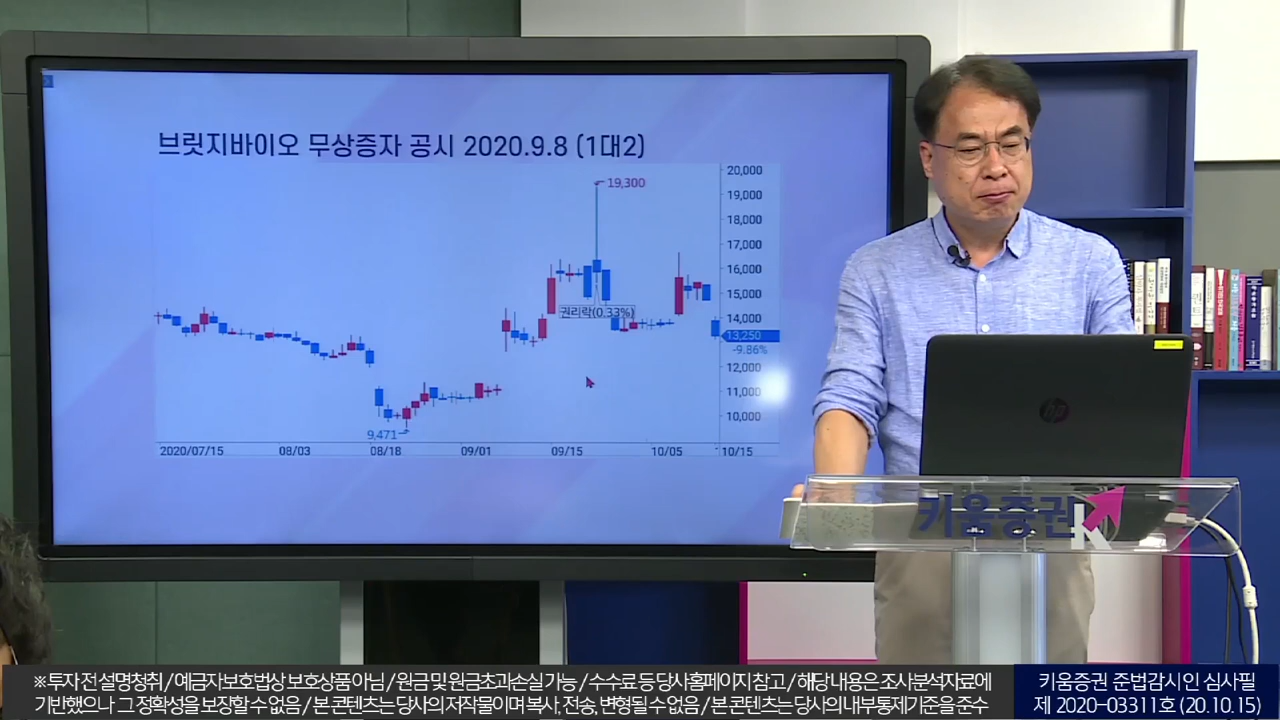 브릿지바이오 무상증자 공시 2020.9.8 (1대2)
20,000
19,300
19,000
18,000
17,000
16,000
15,000
권리락(0.33%)
14,000
13,250
-9.86%
12,000
11,000
10,000
9,471
2020/07/15 08/03 08/18 09/01 09/15 10/05 10/15
hp
키움증권
※투자 전 설명청취 / 예금자보호법상 보호상품 아님 / 원금 및 원금초과손실 가능 / 수수료 등 당사홈페이지 참고 / 해당 내용은 조사분석자료에
기반했으나 그 정확성을 보장할 수 없음 / 본 콘텐츠는 당사의 저작물이며 복사, 전송, 변형될 수 없음 / 본 콘텐츠는 당사의 내부통제기준을 준수
키움증권 준법감시인 심사필
제 2020-03311호 (20.10.15)